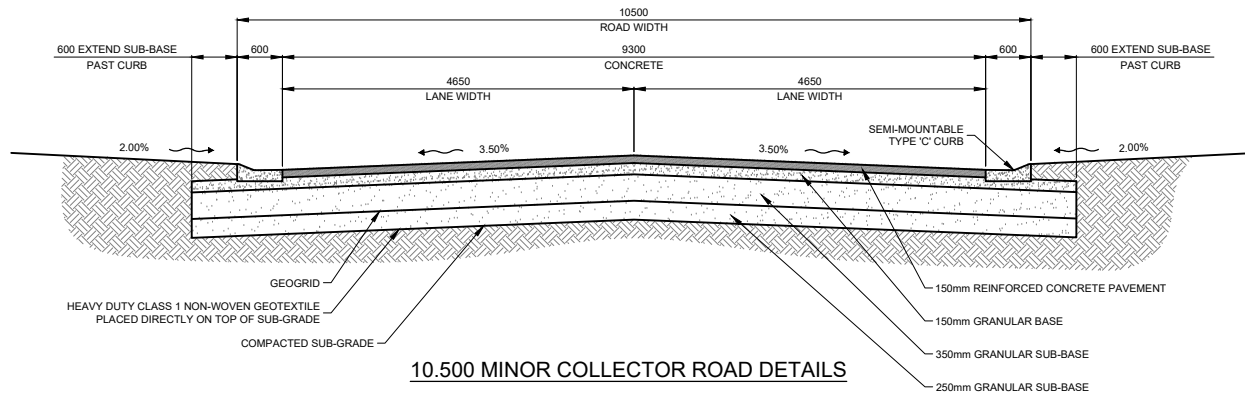 10500
ROAD WIDTH
600 EXTEND SUB-BASE
PAST CURB
600
9300
CONCRETE
600
600 EXTEND SUB-BASE
PAST CURB
4650
LANE WIDTH
4650
LANE WIDTH
SEMI-MOUNTABLE
TYPE 'C' CURB
2.00%
3.50%
3.50%
2.00%
GEOGRID
HEAVY DUTY CLASS 1 NON-WOVEN GEOTEXTILE
PLACED DIRECTLY ON TOP OF SUB-GRADE
COMPACTED SUB-GRADE
150mm REINFORCED CONCRETE PAVEMENT
150mm GRANULAR BASE
350mm GRANULAR SUB-BASE
250mm GRANULAR SUB-BASE
10.500 MINOR COLLECTOR ROAD DETAILS